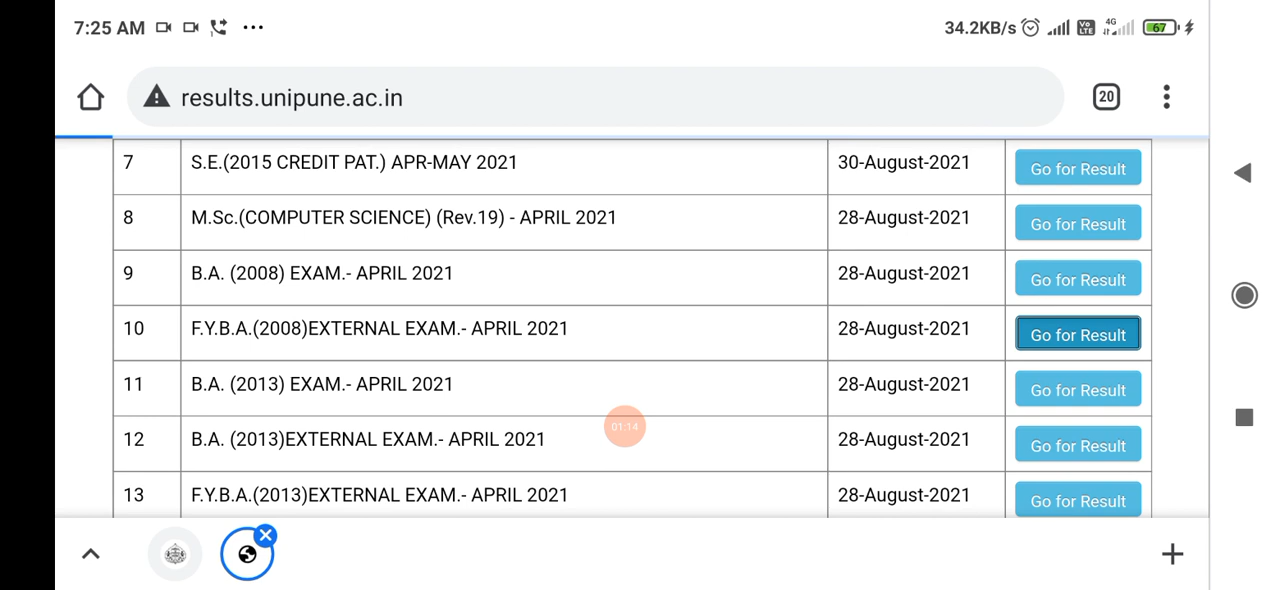 7:25 AM ... 34.2KB/s Vo LTE 4G 67
results.unipune.ac.in 20
7 S.E.(2015 CREDIT PAT.) APR-MAY 2021 30-August-2021 Go for Result
8 M.Sc.(COMPUTER SCIENCE) (Rev.19) - APRIL 2021 28-August-2021 Go for Result
9 B.A. (2008) EXAM.- APRIL 2021 28-August-2021 Go for Result
10 F.Y.B.A.(2008)EXTERNAL EXAM.- APRIL 2021 28-August-2021 Go for Result
11 B.A. (2013) EXAM.- APRIL 2021 28-August-2021 Go for Result
01:14
12 B.A. (2013)EXTERNAL EXAM.- APRIL 2021 28-August-2021 Go for Result
13 F.Y.B.A.(2013)EXTERNAL EXAM.- APRIL 2021 28-August-2021 Go for Result